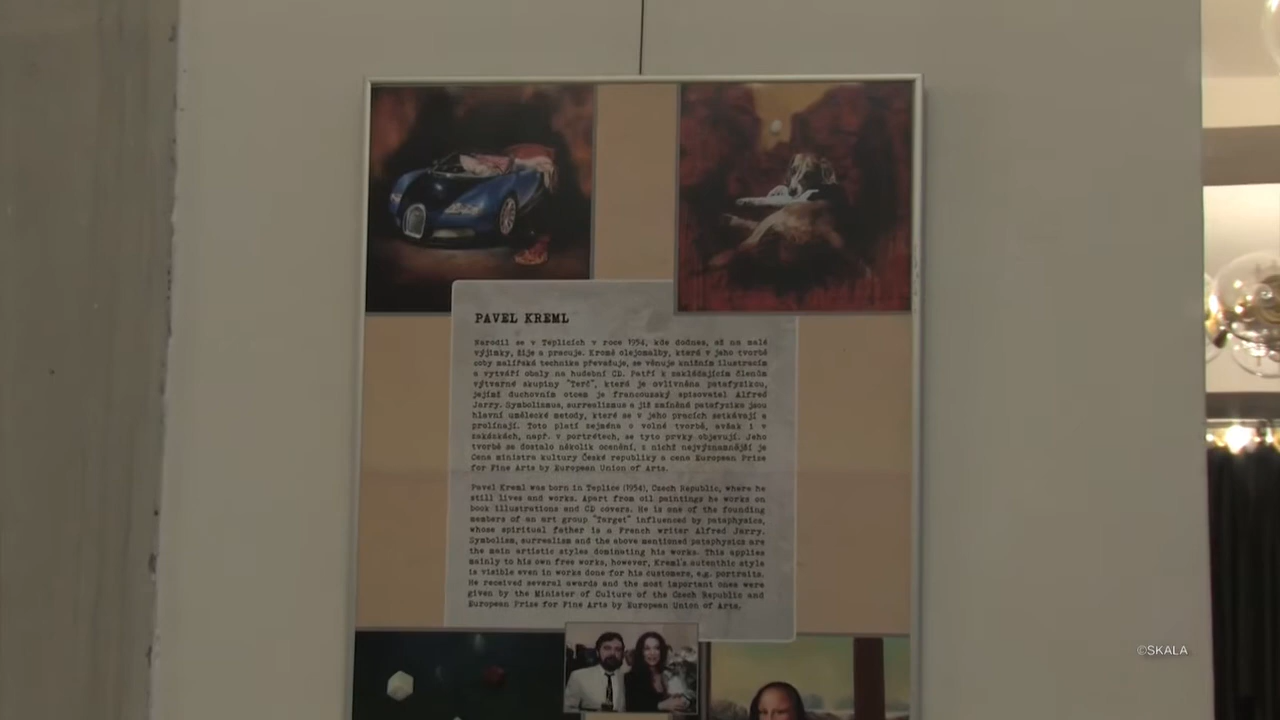 PAVEL KREML
Narodil se v Teplicích v roce 1954, kde dodnes, až na malé
výjimky, žije a pracuje. Kromě olejomalby, která v jeho tvorbě
coby malířská technika převažuje, se věnuje knižním ilustracím
a vytváří obaly na hudební CD. Patří k zakládajícím členům
výtvarné skupiny "Terč", která je ovlivněna patafyzikou,
jejímž duchovním otcem je francouzský spisovatel Alfred
Jarry. Symbolismus, surrealismus a již zmíněná patafyzika jsou
hlavní umělecké metody, které se v jeho pracích setkávají a
prolínají. Toto platí zejména o volné tvorbě, avšak i v
zakázkách, např. v portrétech, se tyto prvky objevují. Jeho
tvorbě se dostalo několik ocenění, z nichž nejvýznamnější je
Cena ministra kultury České republiky a cena European Prize
for Fine Arts by European Union of Arts.
Pavel Kreml was born in Teplice (1954), Czech Republic, where he
still lives and works. Apart from oil paintings he works on
book illustrations and CD covers. He is one of the founding
members of an art group "Target" influenced by pataphysics,
whose spiritual father is a French writer Alfred Jarry.
Symbolism, surrealism and the above mentioned pataphysics are
the main artistic styles dominating his works. This applies
mainly to his own free works, however, Kreml's autenthic style
is visible even in works done for his customers, e.g. portraits.
He received several awards and the most important ones were
given by the Minister of Culture of the Czech Republic and
European Prize for Fine Arts by European Union of Arts.
©SKALA